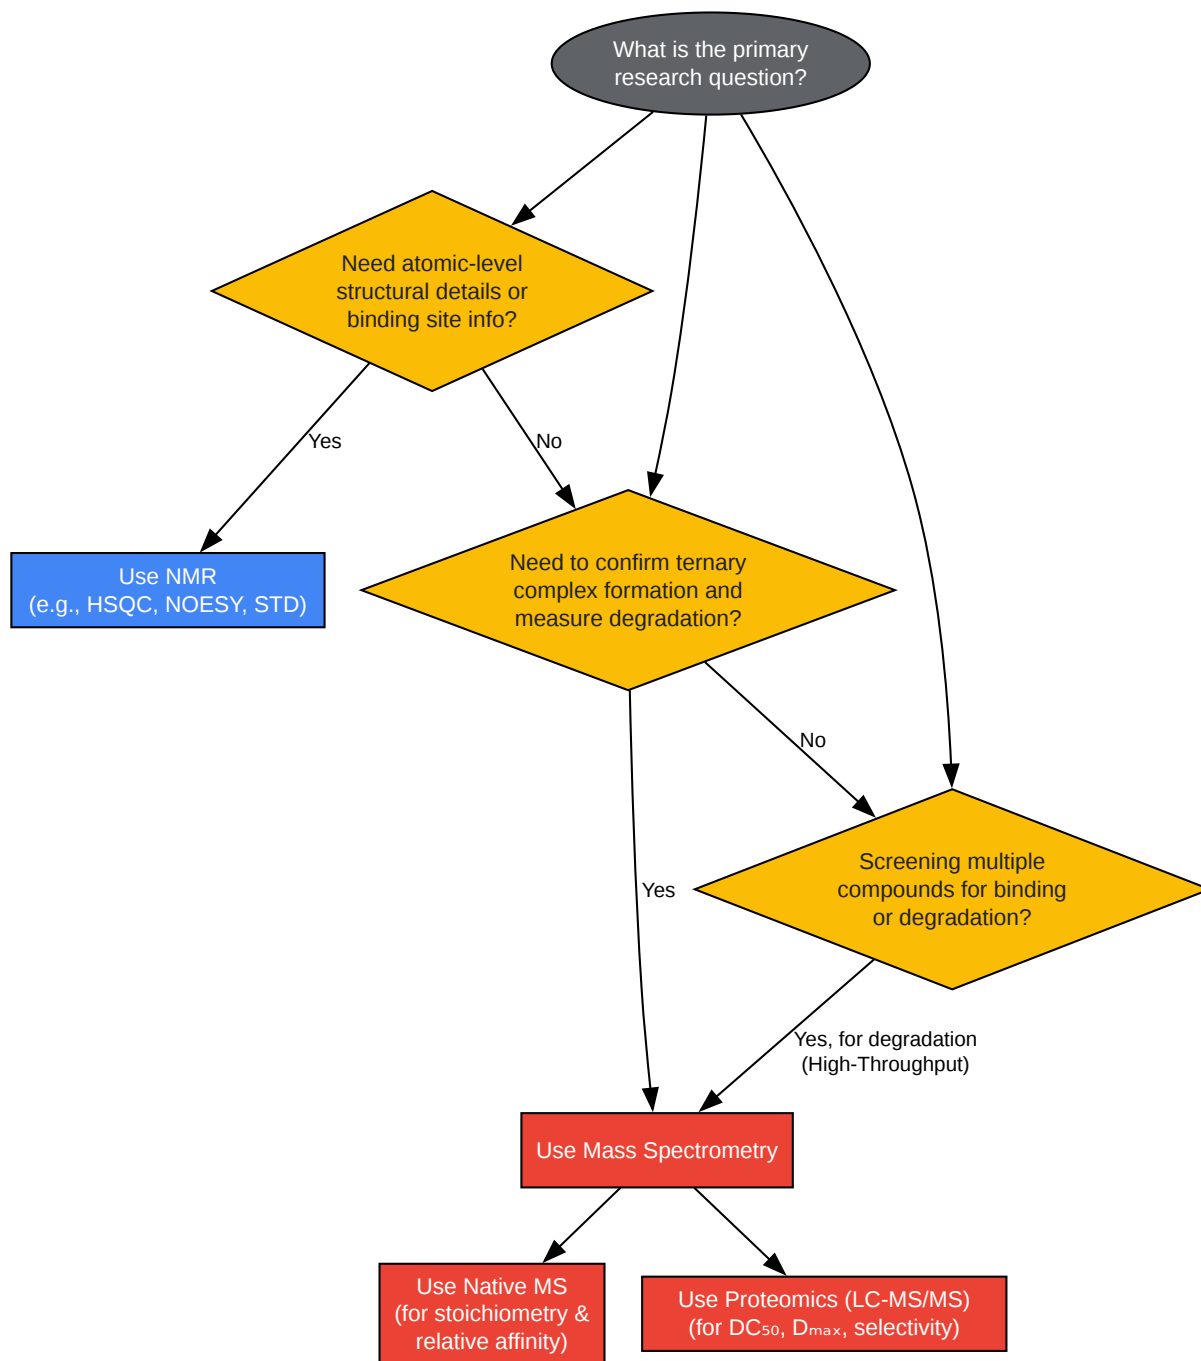 What is the primary
research question?
Need atomic-level
structural details or
binding site info?
Yes
No
Use NMR
(e.g., HSQC, NOESY, STD)
Need to confirm ternary
complex formation and
measure degradation?
No
Yes
Screening multiple
compounds for binding
or degradation?
Yes, for degradation
(High-Throughput)
Use Mass Spectrometry
Use Native MS
(for stoichiometry &
relative affinity)
Use Proteomics (LC-MS/MS)
(for DC₅₀, Dₘₐₓ, selectivity)